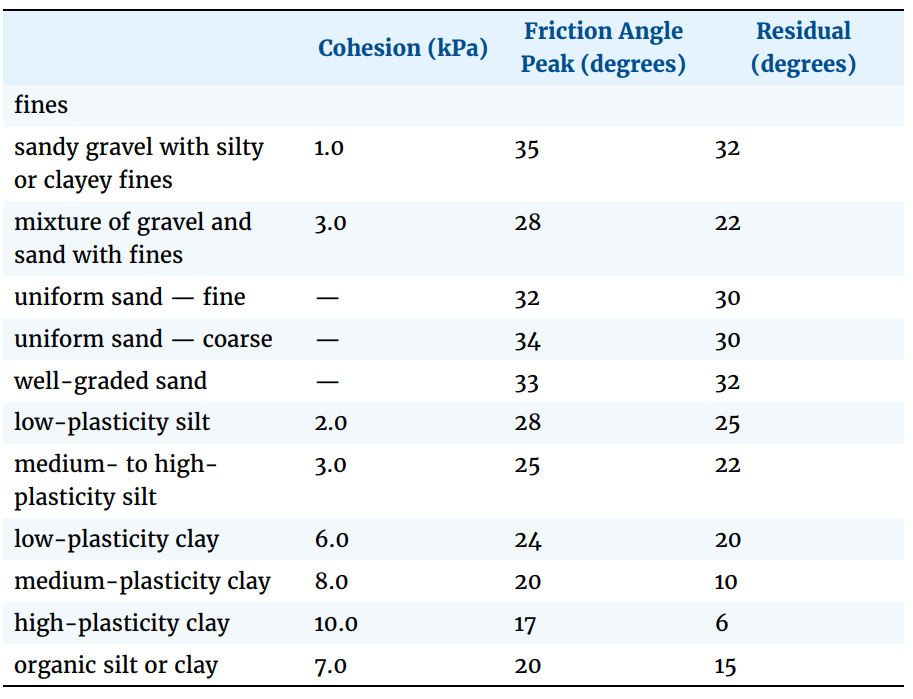 Cohesion (kPa) Friction Angle Peak (degrees) Residual (degrees)
fines
sandy gravel with silty 1.0 35 32
or clayey fines
mixture of gravel and 3.0 28 22
sand with fines
uniform sand — fine — 32 30
uniform sand — coarse — 34 30
well-graded sand — 33 32
low-plasticity silt 2.0 28 25
medium- to high- 3.0 25 22
plasticity silt
low-plasticity clay 6.0 24 20
medium-plasticity clay 8.0 20 10
high-plasticity clay 10.0 17 6
organic silt or clay 7.0 20 15